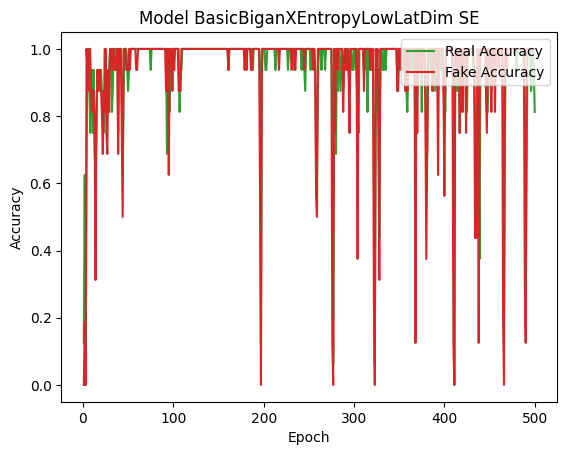 Model BasicBiganXEntropyLowLatDim SE
Real Accuracy
Fake Accuracy
1.0
0.8
0.6
0.4
0.2
0.0
Accuracy
0
100
200
300
400
500
Epoch